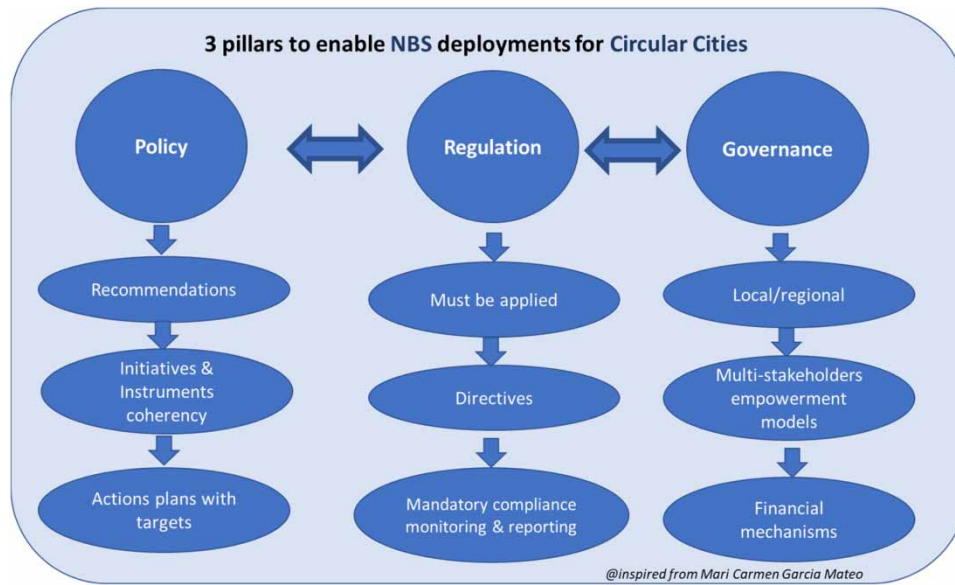 3 pillars to enable NBS deployments for Circular Cities
Policy
Regulation
Governance
Recommendations
Must be applied
Local/regional
Initiatives &
Instruments
coherency
Directives
Multi-stakeholders
empowerment
models
Actions plans with
targets
Mandatory compliance
monitoring & reporting
Financial
mechanisms
@inspired from Mari Carmen Garcia Mateo